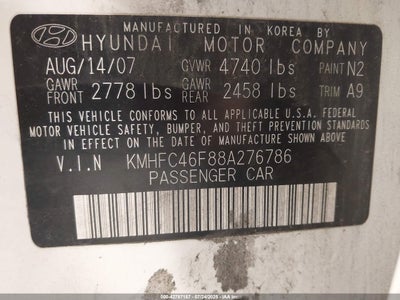 MANUFACTURED IN KOREA BY
HYUNDAI MOTOR COMPANY
AUG/14/07 GVWR 4740 lbs PAINT N2
GAWR FRONT 2778 lbs GAWR REAR 2458 lbs TRIM A9
THIS VEHICLE CONFORMS TO ALL APPLICABLE U.S.A. FEDERAL
MOTOR VEHICLE SAFETY, BUMPER, AND THEFT PREVENTION
STANDARDS IN EFFECT ON THE DATE OF MANUFACTURE SHOWN ABOVE.
V.I.N KMHFC46F88A276786
PASSENGER CAR